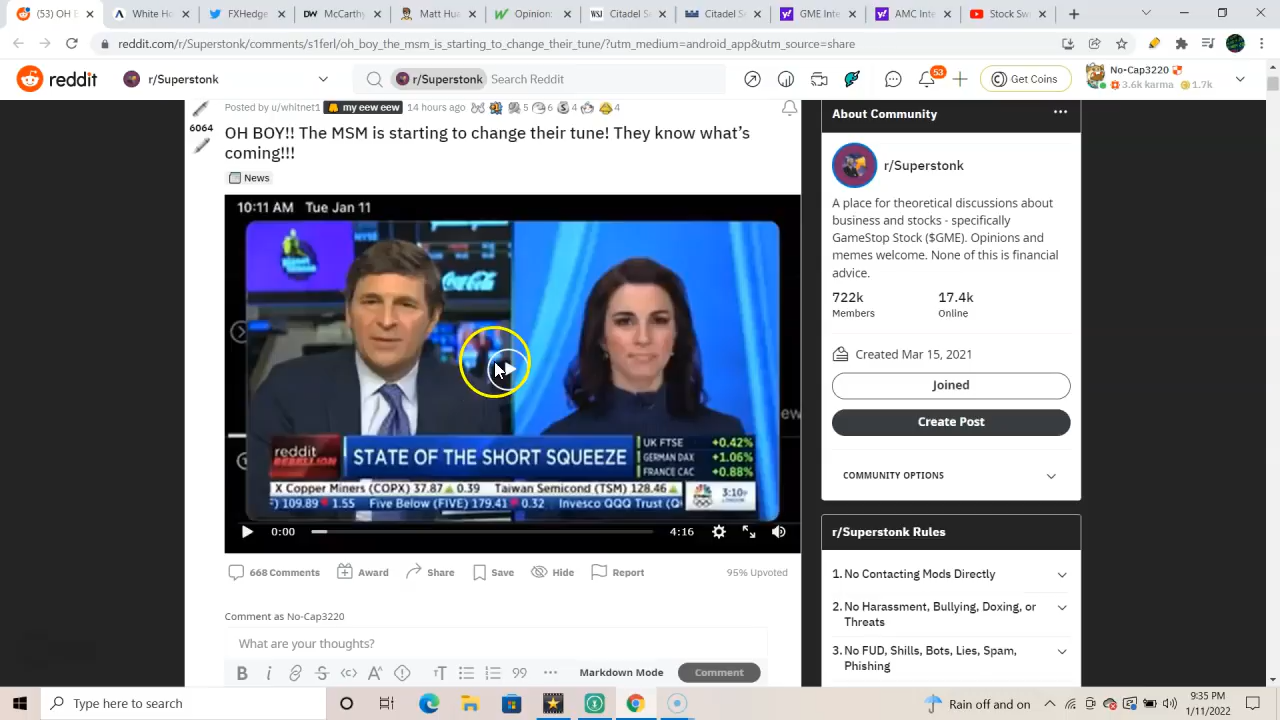 (53) OH B
White Ho
FXHedge
McCarthy
Matt H
Opinion:
Citadel S
Citadel S
GME Inte
AMC Inte
Stock Sw
reddit.com/r/Superstonk/comments/s1ferl/oh_boy_the_msm_is_starting
their_tune/?utm_medium=android_app&utm_source=share
reddit
r/Superstonk
r/Superstonk Search Reddit
53
Get Coins
No-Cap3220
3.6k karma 1.7k
Posted by u/whitnet1 my eew eew 14 hours ago 5 6 4 4
6064
OH BOY!! The MSM is starting to change their tune! They know what's
coming!!!
News
10:11 AM Tue Jan 11
Coca-Cola
ew
reddit
REBELLION
STATE OF THE SHORT SQUEEZE
UK FTSE +0.42%
GERMAN DAX +1.06%
FRANCE CAC +0.88%
X Copper Miners (COPX) 37.87 ▲ 0.39 Taiwan Semicond (TSM) 128.46 ▲
1.55 Five Below (FIVE) 179.41 ▼ 0.32 Invesco QQQ Trust (Q
3:10P
0:00
4:16
668 Comments Award Share Save Hide Report 95% Upvoted
Comment as No-Cap3220
What are your thoughts?
B i S A T 99 ... Markdown Mode Comment
About Community
r/Superstonk
A place for theoretical discussions about
business and stocks - specifically
GameStop Stock ($GME). Opinions and
memes welcome. None of this is financial
advice.
722k 17.4k
Members Online
Created Mar 15, 2021
Joined
Create Post
COMMUNITY OPTIONS
r/Superstonk Rules
1. No Contacting Mods Directly
2. No Harassment, Bullying, Doxing, or
Threats
3. No FUD, Shills, Bots, Lies, Spam,
Phishing
Type here to search
Rain off and on
9:35 PM
1/11/2022